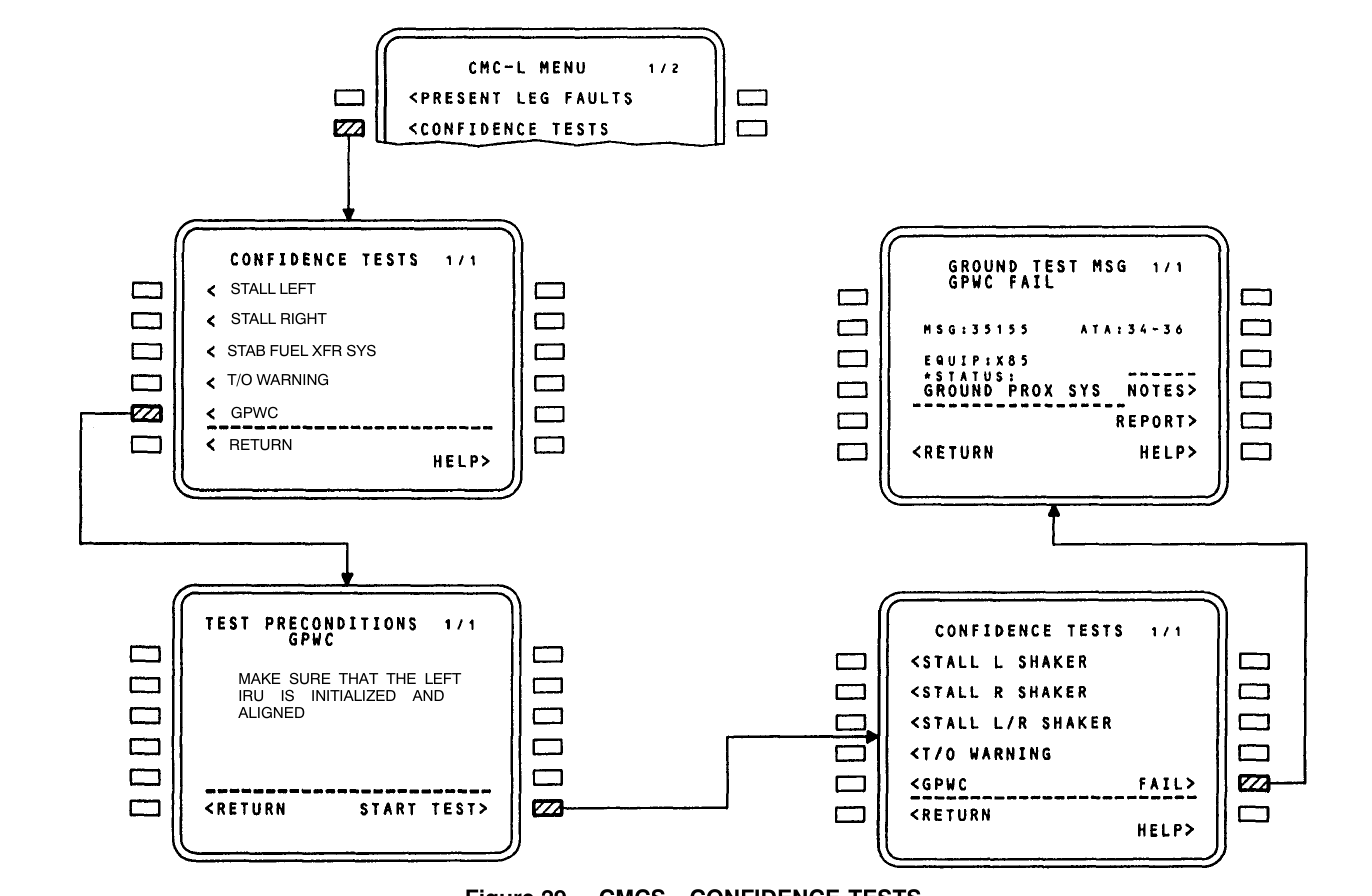 CMC-L MENU 1/2
<PRESENT LEG FAULTS
<CONFIDENCE TESTS
CONFIDENCE TESTS 1/1
< STALL LEFT
< STALL RIGHT
< STAB FUEL XFR SYS
< T/O WARNING
< GPWC
< RETURN
HELP>
TEST PRECONDITIONS 1/1
GPWC
MAKE SURE THAT THE LEFT
IRU IS INITIALIZED AND
ALIGNED
<RETURN START TEST>
CONFIDENCE TESTS 1/1
<STALL L SHAKER
<STALL R SHAKER
<STALL L/R SHAKER
<T/O WARNING
<GPWC FAIL>
<RETURN
HELP>
GROUND TEST MSG 1/1
GPWC FAIL
MSG:35155 ATA:34-36
EQUIP:X85
*STATUS:
GROUND PROX SYS NOTES>
REPORT>
<RETURN HELP>
CONFIDENCE TESTS